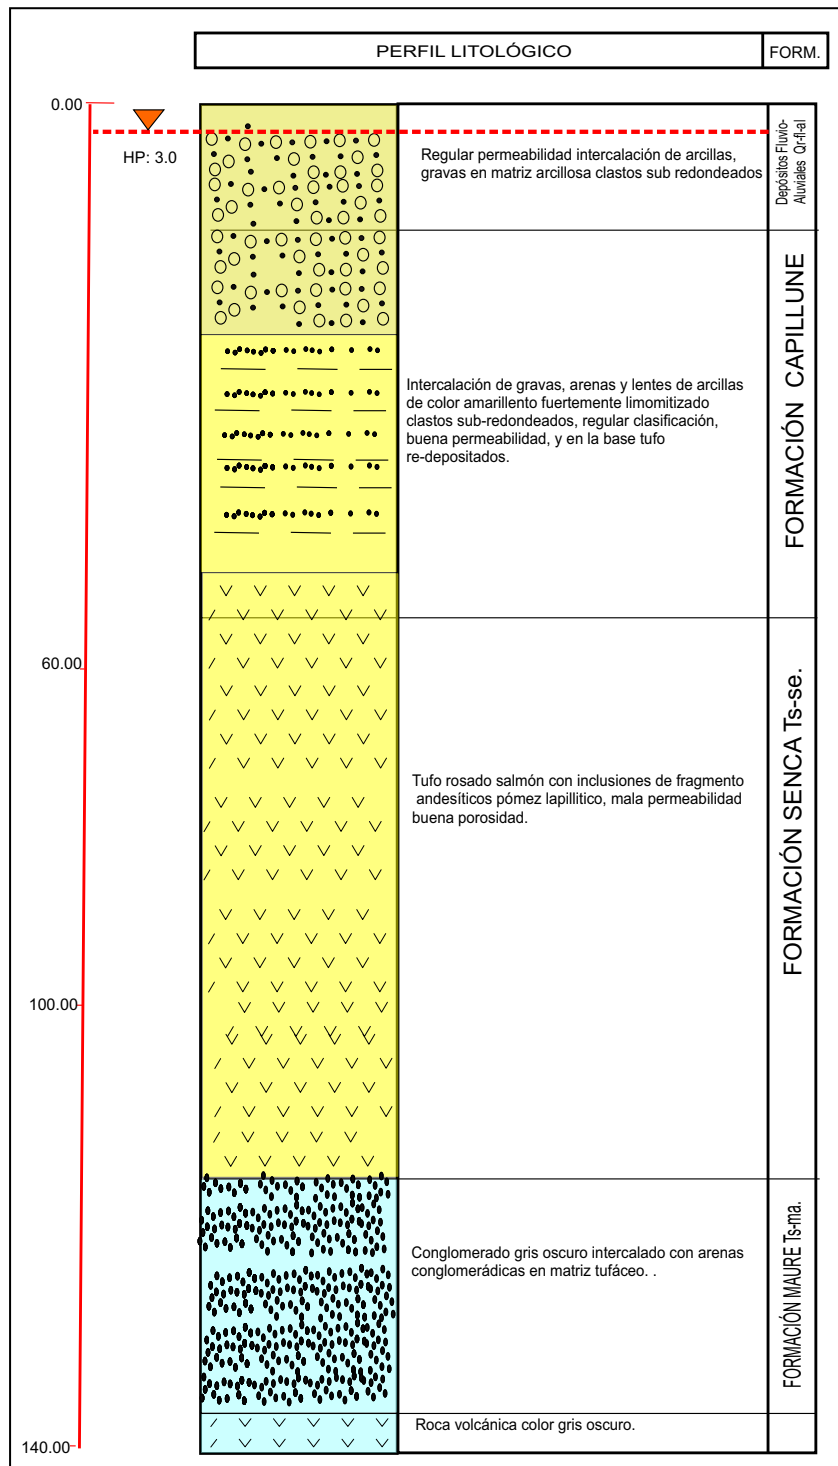 PERFIL LITOLÓGICO
FORM.
0.00
HP: 3.0
Regular permeabilidad intercalación de arcillas,
gravas en matriz arcillosa clastos sub redondeados
Depósitos Fluvio-
Aluviales Qr-fl-al
Intercalación de gravas, arenas y lentes de arcillas
de color amarillento fuertemente limomitizado
clastos sub-redondeados, regular clasificación,
buena permeabilidad, y en la base tufo
re-depositados.
FORMACIÓN CAPILLUNE
60.00
Tufo rosado salmón con inclusiones de fragmento
andesíticos pómez lapillitico, mala permeabilidad
buena porosidad.
FORMACIÓN SENCA Ts-se.
100.00
Conglomerado gris oscuro intercalado con arenas
conglomerádicas en matriz tufáceo. .
FORMACIÓN MAURE Ts-ma.
Roca volcánica color gris oscuro.
140.00